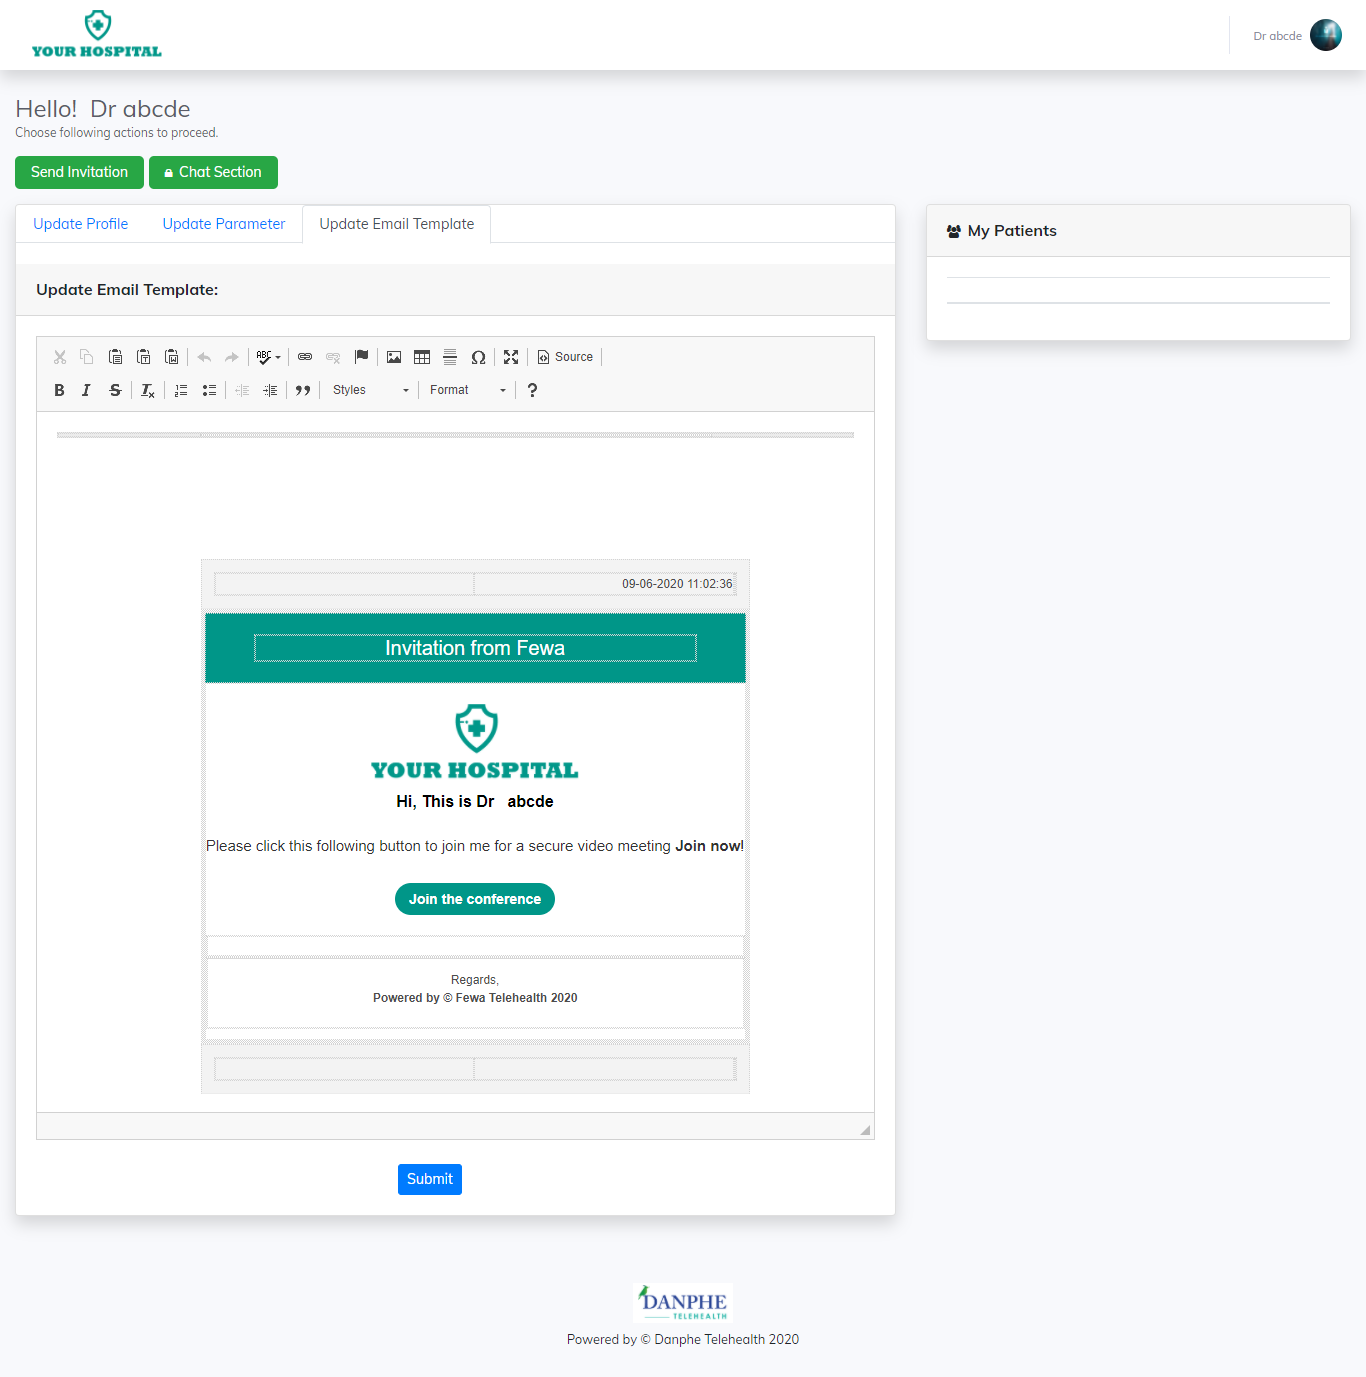 YOUR HOSPITAL
Dr abcde
Hello!  Dr abcde
Choose following actions to proceed.
Send Invitation
Chat Section
Update Profile
Update Parameter
Update Email Template
My Patients
Update Email Template:
ABC
Source
B I S Tx
Styles
Format
?
09-06-2020 11:02:36
Invitation from Fewa
YOUR HOSPITAL
Hi, This is Dr   abcde
Please click this following button to join me for a secure video meeting Join now!
Join the conference
Regards,
Powered by © Fewa Telehealth 2020
Submit
DANPHE
TELEHEALTH
Powered by © Danphe Telehealth 2020